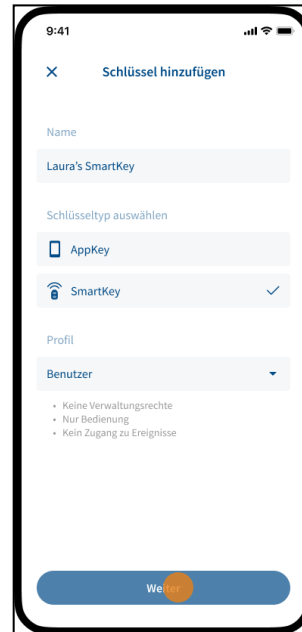 9:41
Schlüssel hinzufügen
Name
Laura's SmartKey
Schlüsseltyp auswählen
AppKey
SmartKey
Profil
Benutzer
• Keine Verwaltungsrechte
• Nur Bedienung
• Kein Zugang zu Ereignisse
Weiter